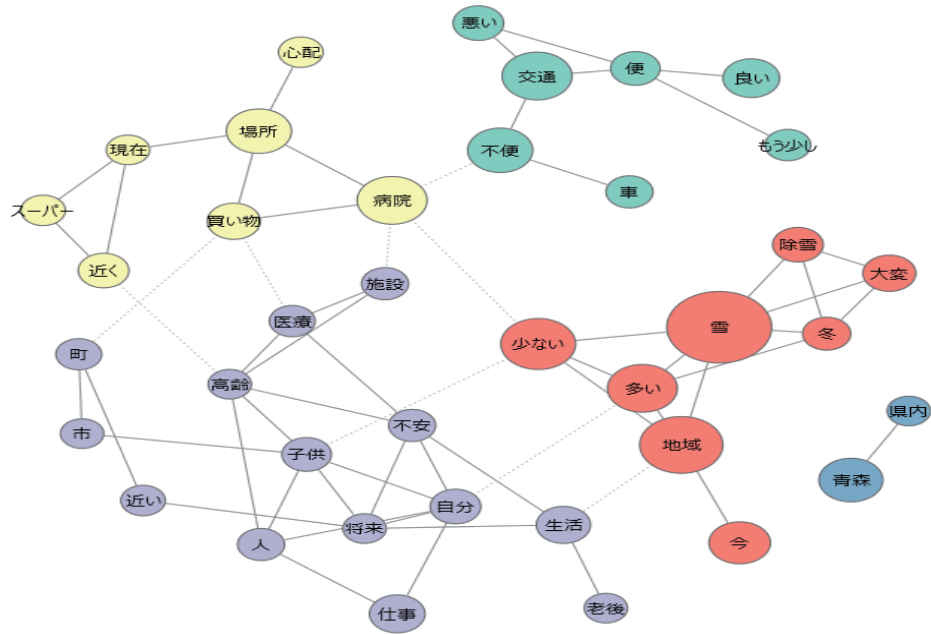 悪い
心配
交通
便
良い
場所
現在
もう少し
不便
車
病院
スーパー
買い物
除雪
近く
大変
施設
医療
雪
冬
少ない
町
高齢
多い
県内
不安
市
地域
子供
青森
近い
自分
将来
生活
人
今
仕事
老後